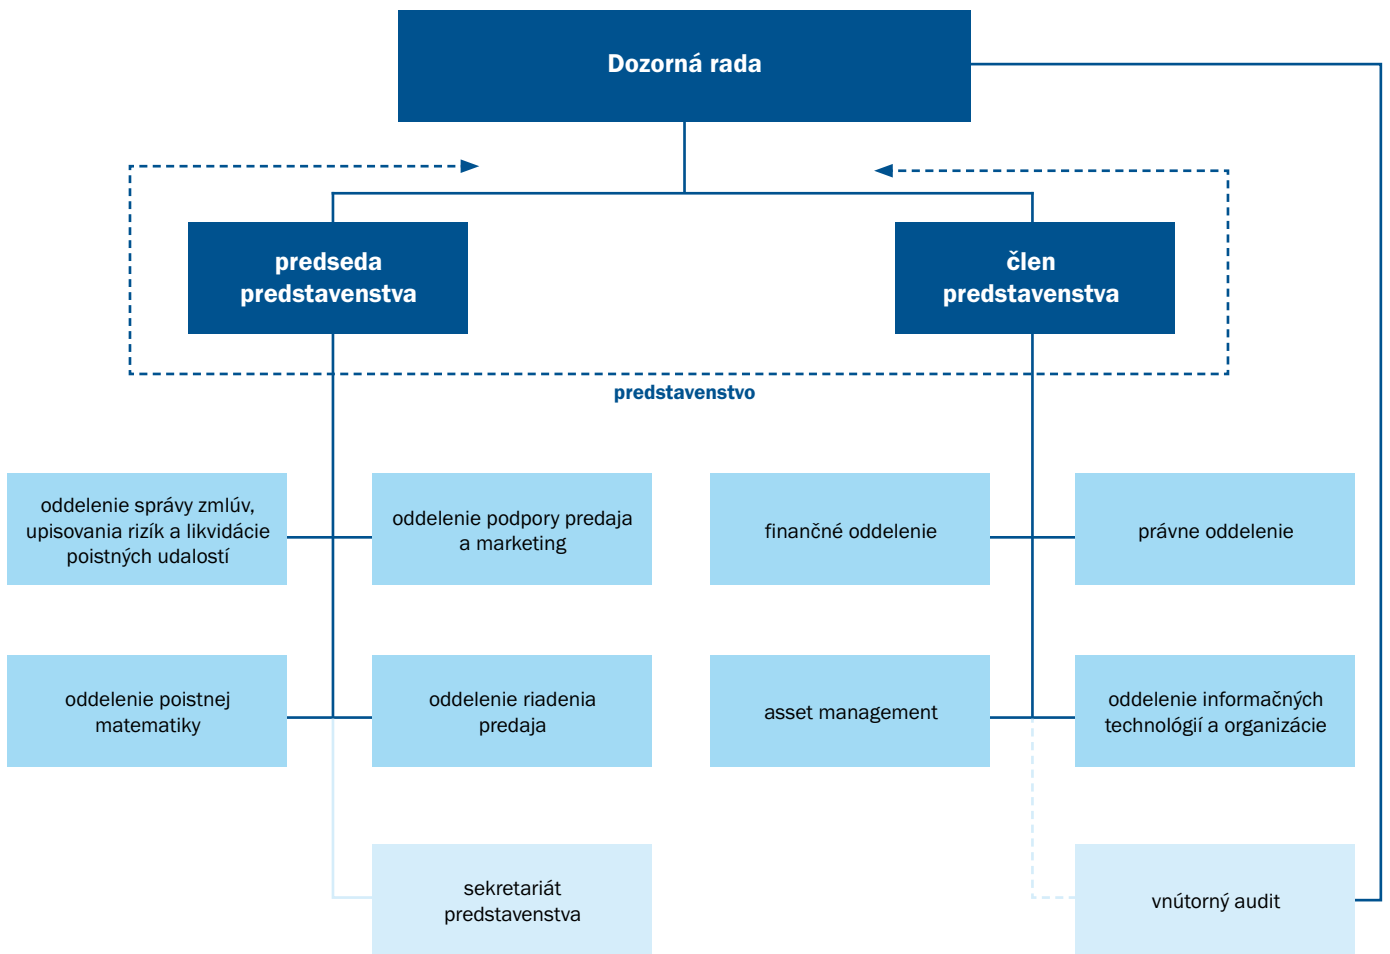 Dozorná rada
predseda
predstavenstva
člen
predstavenstva
predstavenstvo
oddelenie správy zmlúv,
upisovania rizík a likvidácie
poistných udalostí
oddelenie podpory predaja
a marketing
finančné oddelenie
právne oddelenie
oddelenie poistnej
matematiky
oddelenie riadenia
predaja
asset management
oddelenie informačných
technológií a organizácie
sekretariát
predstavenstva
vnútorný audit